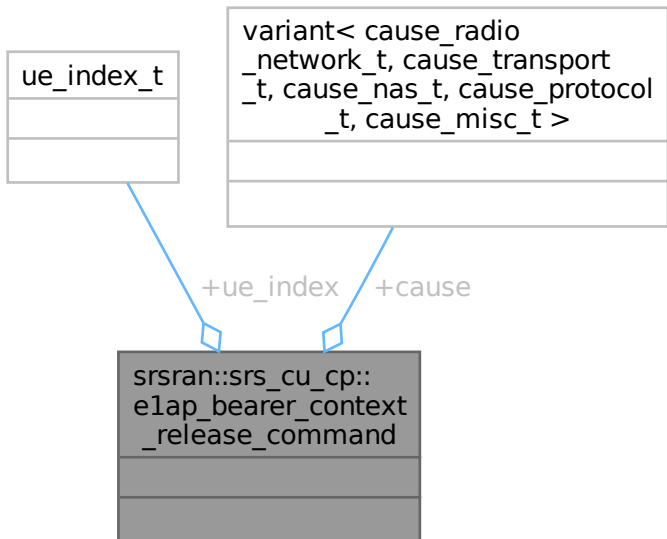 variant< cause_radio
_network_t, cause_transport
_t, cause_nas_t, cause_protocol
_t, cause_misc_t >
ue_index_t
+ue_index
+cause
srsran::srs_cu_cp::
e1ap_bearer_context
_release_command